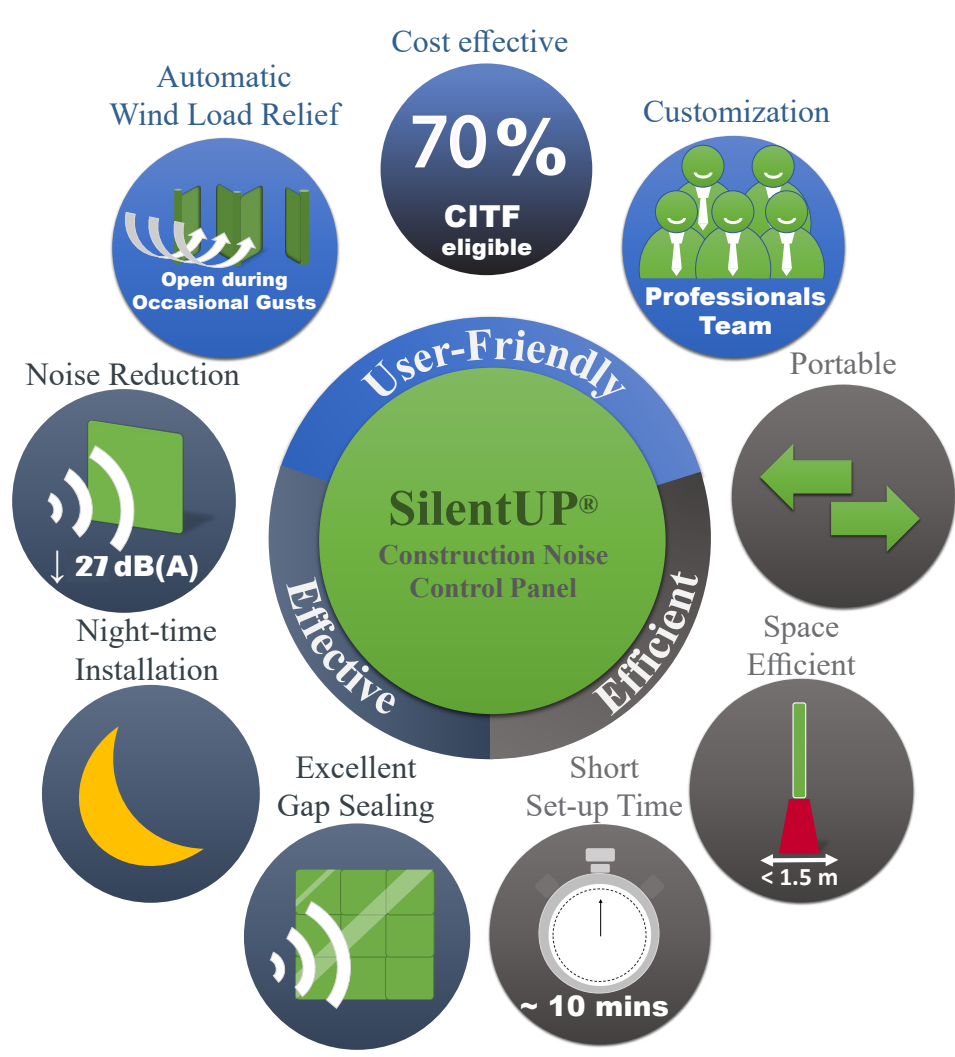 Cost effective
70%
CITF
eligible
Automatic
Wind Load Relief
Open during
Occasional Gusts
Customization
Professionals
Team
User-Friendly
Noise Reduction
↓ 27 dB(A)
Portable
SilentUP®
Construction Noise
Control Panel
Effective
Efficient
Night-time
Installation
Space
Efficient
< 1.5 m
Excellent
Gap Sealing
Short
Set-up Time
~ 10 mins